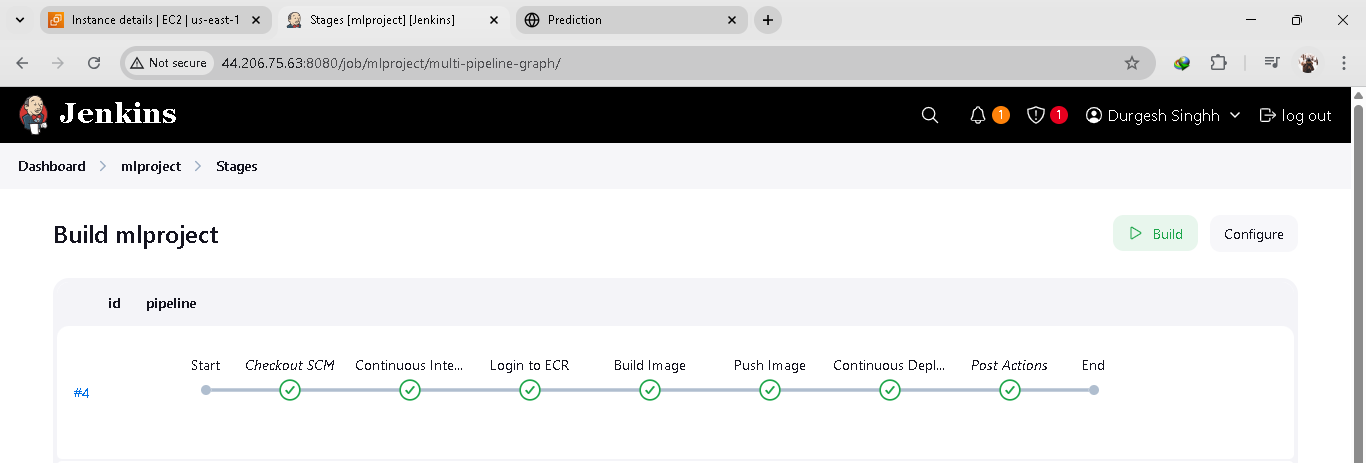 Instance details | EC2 | us-east-1
Stages [mlproject] [Jenkins]
Prediction
Not secure
44.206.75.63:8080/job/mlproject/multi-pipeline-graph/
Jenkins
1
1
Durgesh Singhh
log out
Dashboard
mlproject
Stages
Build mlproject
Build
Configure
id
pipeline
Start
Checkout SCM
Continuous Inte...
Login to ECR
Build Image
Push Image
Continuous Depl...
Post Actions
End
#4